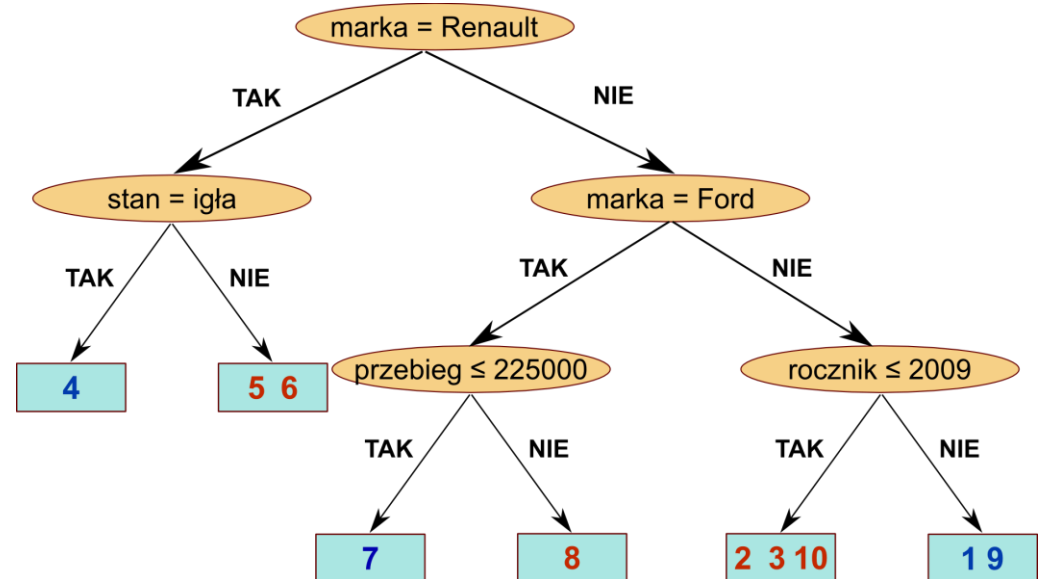 marka = Renault
TAK
NIE
stan = igła
marka = Ford
TAK
NIE
TAK
NIE
4
5 6
przebieg ≤ 225000
rocznik ≤ 2009
TAK
NIE
TAK
NIE
7
8
2 3 10
1 9